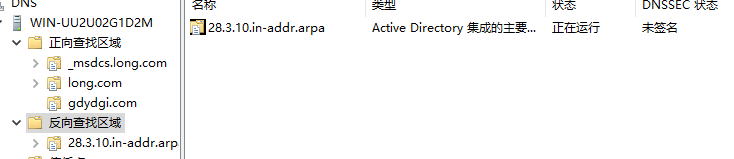 DNS
WIN-UU2U02G1D2M
正向查找区域
_msdcs.long.com
long.com
gdydgi.com
反向查找区域
28.3.10.in-addr.arp
名称 类型 状态 DNSSEC 状态
28.3.10.in-addr.arpa Active Directory 集成的主要... 正在运行 未签名